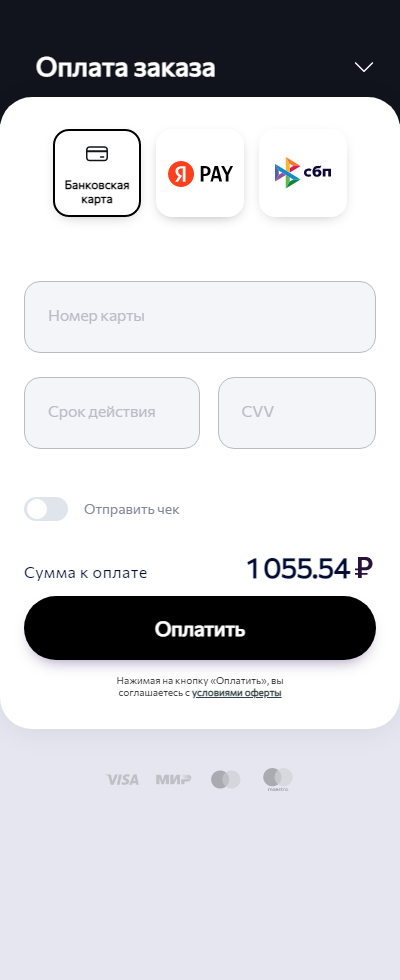 Оплата заказа
Банковская
карта
Я PAY
сбп
Номер карты
Срок действия
CVV
Отправить чек
Сумма к оплате
1 055.54 ₽
Оплатить
Нажимая на кнопку «Оплатить», вы
соглашаетесь с условиями оферты
VISA
МИР
maestro